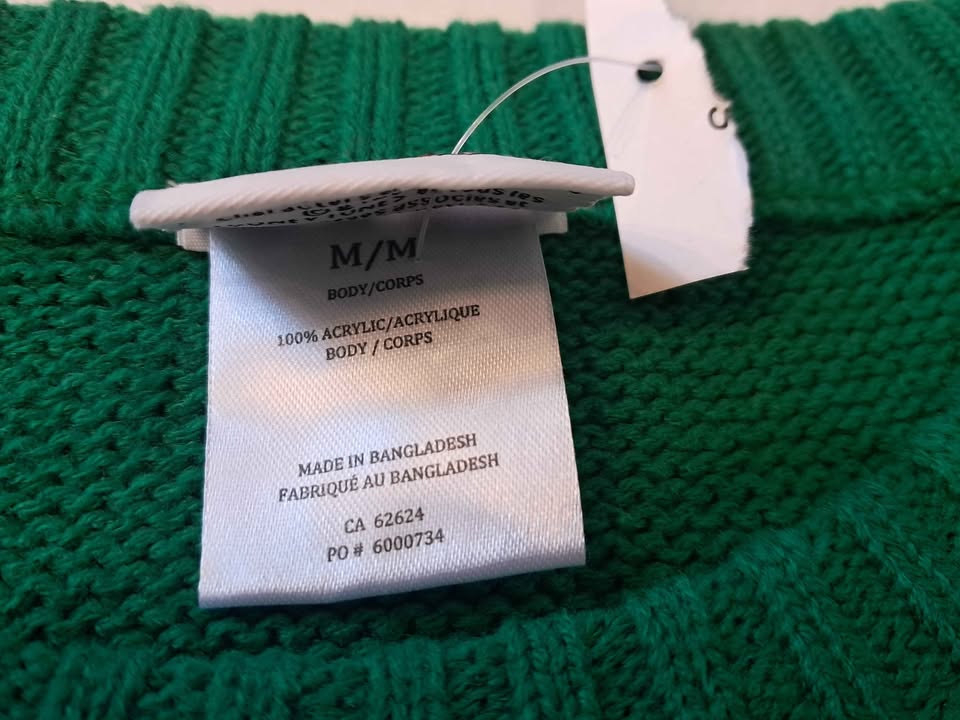 M/M
BODY/CORPS
100% ACRYLIC/ACRYLIQUE
BODY / CORPS
MADE IN BANGLADESH
FABRIQUÉ AU BANGLADESH
CA 62624
PO # 6000734